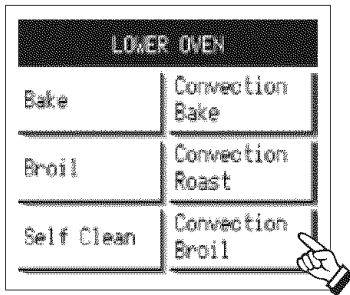 LOWER OVEN
Bake
Convection
Bake
Broil
Convection
Roast
Self Clean
Convection
Broil